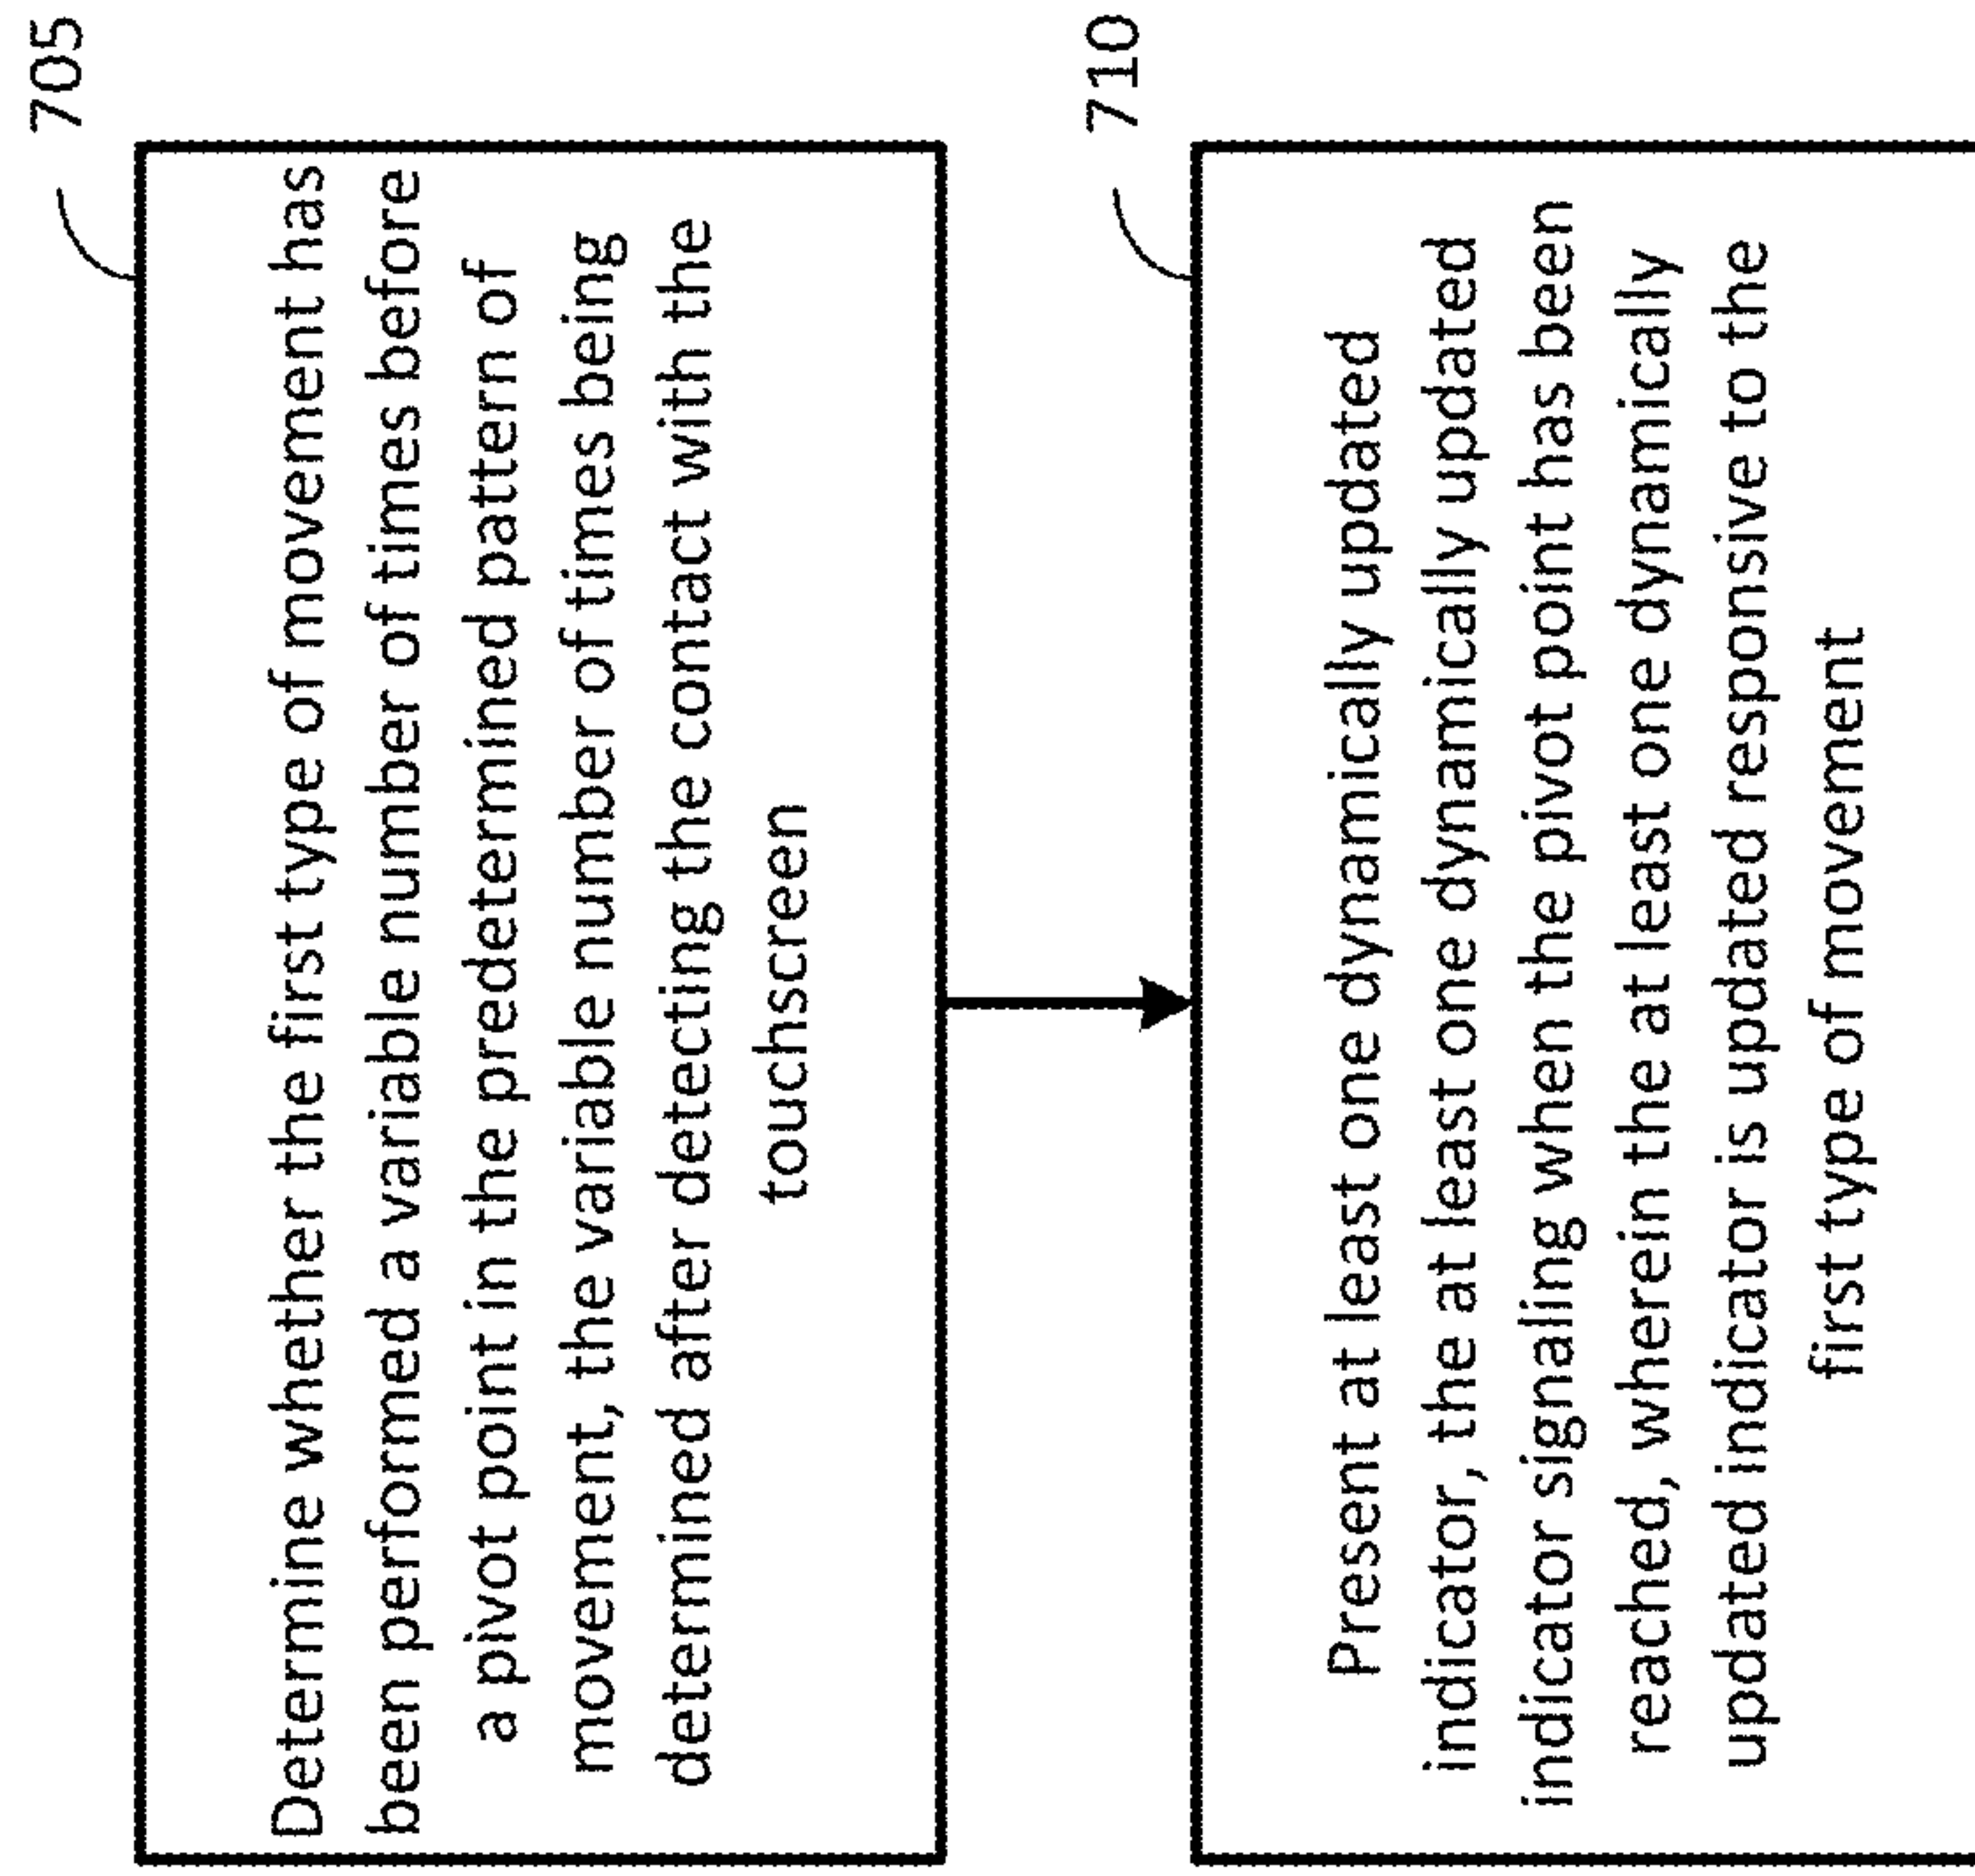 705
Determine whether the first type of movement has
been performed a variable number of times before
a pivot point in the predetermined pattern of
movement, the variable number of times being
determined after detecting the contact with the
touchscreen
710
Present at least one dynamically updated
indicator, the at least one dynamically updated
indicator signaling when the pivot point has been
reached, wherein the at least one dynamically
updated indicator is updated responsive to the
first type of movement